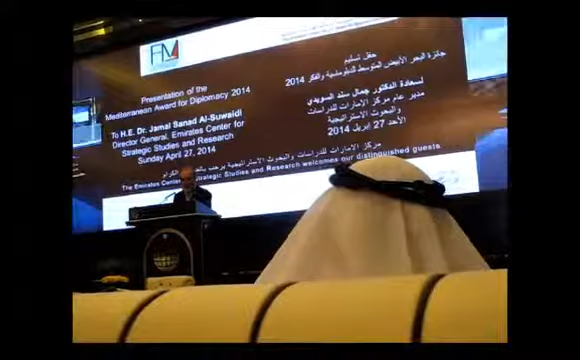 FM
Presentation of the
Mediterranean Award for Diplomacy 2014
To H.E. Dr. Jamal Sanad Al-Suwaidi
Director General, Emirates Center for
Strategic Studies and Research
Sunday April 27, 2014
حفل تسليم
جائزة البحر الأبيض المتوسط للدبلوماسية والفكر 2014
لسعادة الدكتور جمال سند السويدي
مدير عام مركز الإمارات للدراسات
والبحوث الاستراتيجية
الأحد 27 إبريل 2014
مركز الإمارات للدراسات والبحوث الاستراتيجية يرحب الكرام
The Emirates Center Strategic Studies and Research welcomes our distinguished guests